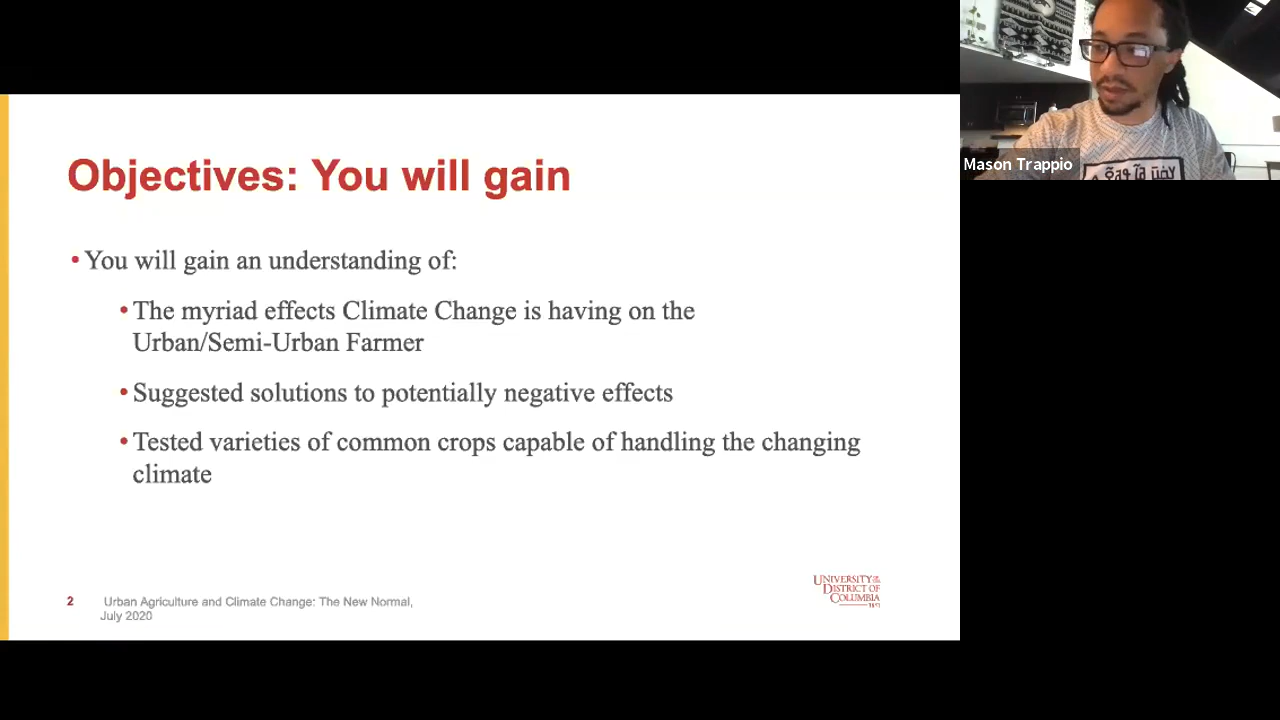 Objectives: You will gain
• You will gain an understanding of:
• The myriad effects Climate Change is having on the
Urban/Semi-Urban Farmer
• Suggested solutions to potentially negative effects
• Tested varieties of common crops capable of handling the changing
climate
2 Urban Agriculture and Climate Change: The New Normal,
July 2020
UNIVERSITY OF THE
DISTRICT OF
COLUMBIA
Mason Trappio